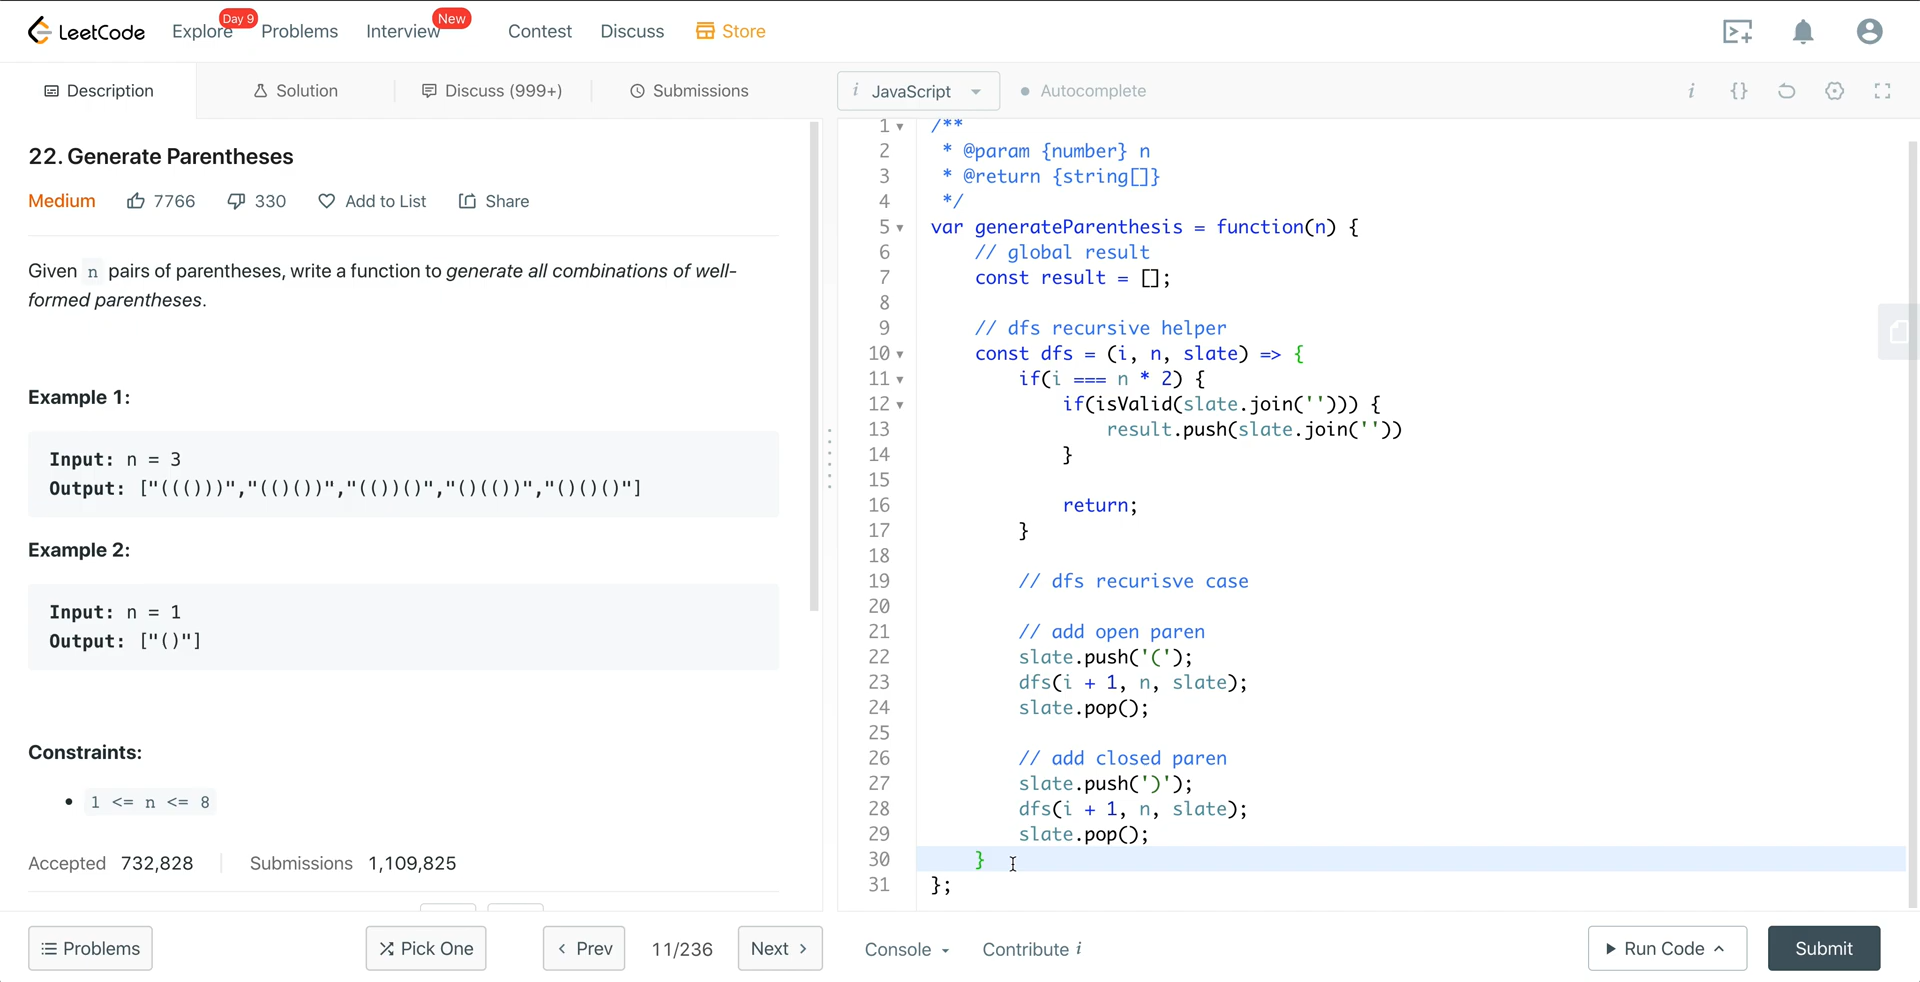 LeetCode
Explore
Day 9
Problems
Interview
New
Contest
Discuss
Store
Description
Solution
Discuss (999+)
Submissions
i JavaScript
Autocomplete
i {}
22. Generate Parentheses
Medium
7766
330
Add to List
Share
Given n pairs of parentheses, write a function to generate all combinations of well-
formed parentheses.
Example 1:
Input: n = 3
Output: ["((()))","(()())","(())()","()(())","()()()"]
Example 2:
Input: n = 1
Output: ["()"]
Constraints:
• 1 <= n <= 8
Accepted 732,828
Submissions 1,109,825
1 /**
2  * @param {number} n
3  * @return {string[]}
4  */
5 var generateParenthesis = function(n) {
6     // global result
7     const result = [];
8
9     // dfs recursive helper
10     const dfs = (i, n, slate) => {
11         if(i === n * 2) {
12             if(isValid(slate.join(''))) {
13                 result.push(slate.join(''))
14             }
15
16             return;
17         }
18
19         // dfs recurisve case
20
21         // add open paren
22         slate.push('(');
23         dfs(i + 1, n, slate);
24         slate.pop();
25
26         // add closed paren
27         slate.push(')');
28         dfs(i + 1, n, slate);
29         slate.pop();
30     }
31 };
Problems
Pick One
< Prev
11/236
Next >
Console
Contribute i
Run Code
Submit